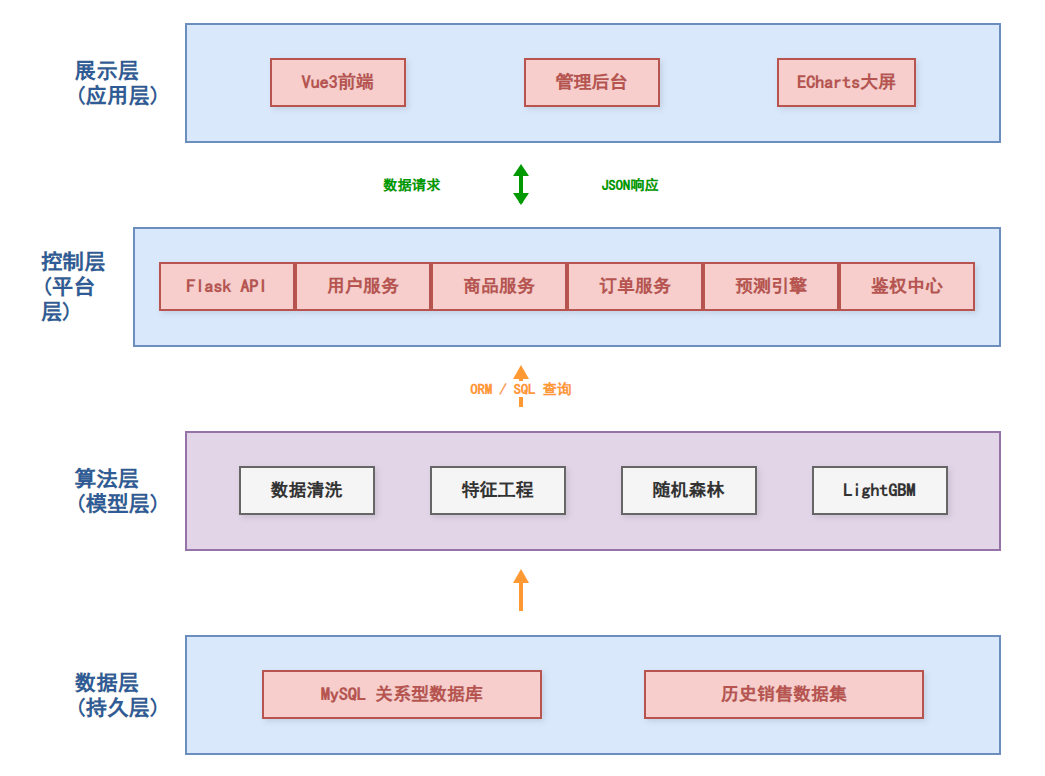 展示层
（应用层）
Vue3前端
管理后台
ECharts大屏
数据请求
JSON响应
控制层
（平台
层）
Flask API
用户服务
商品服务
订单服务
预测引擎
鉴权中心
ORM / SQL 查询
算法层
（模型层）
数据清洗
特征工程
随机森林
LightGBM
数据层
（持久层）
MySQL 关系型数据库
历史销售数据集